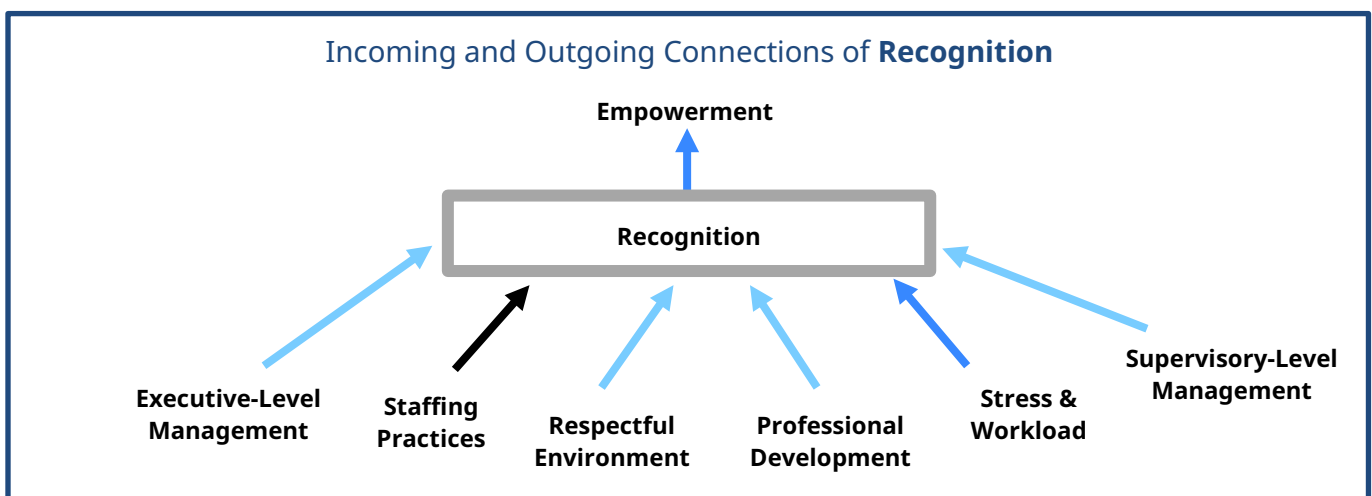 Incoming and Outgoing Connections of Recognition
Empowerment
Recognition
Executive-Level
Management
Staffing
Practices
Respectful
Environment
Professional
Development
Stress &
Workload
Supervisory-Level
Management